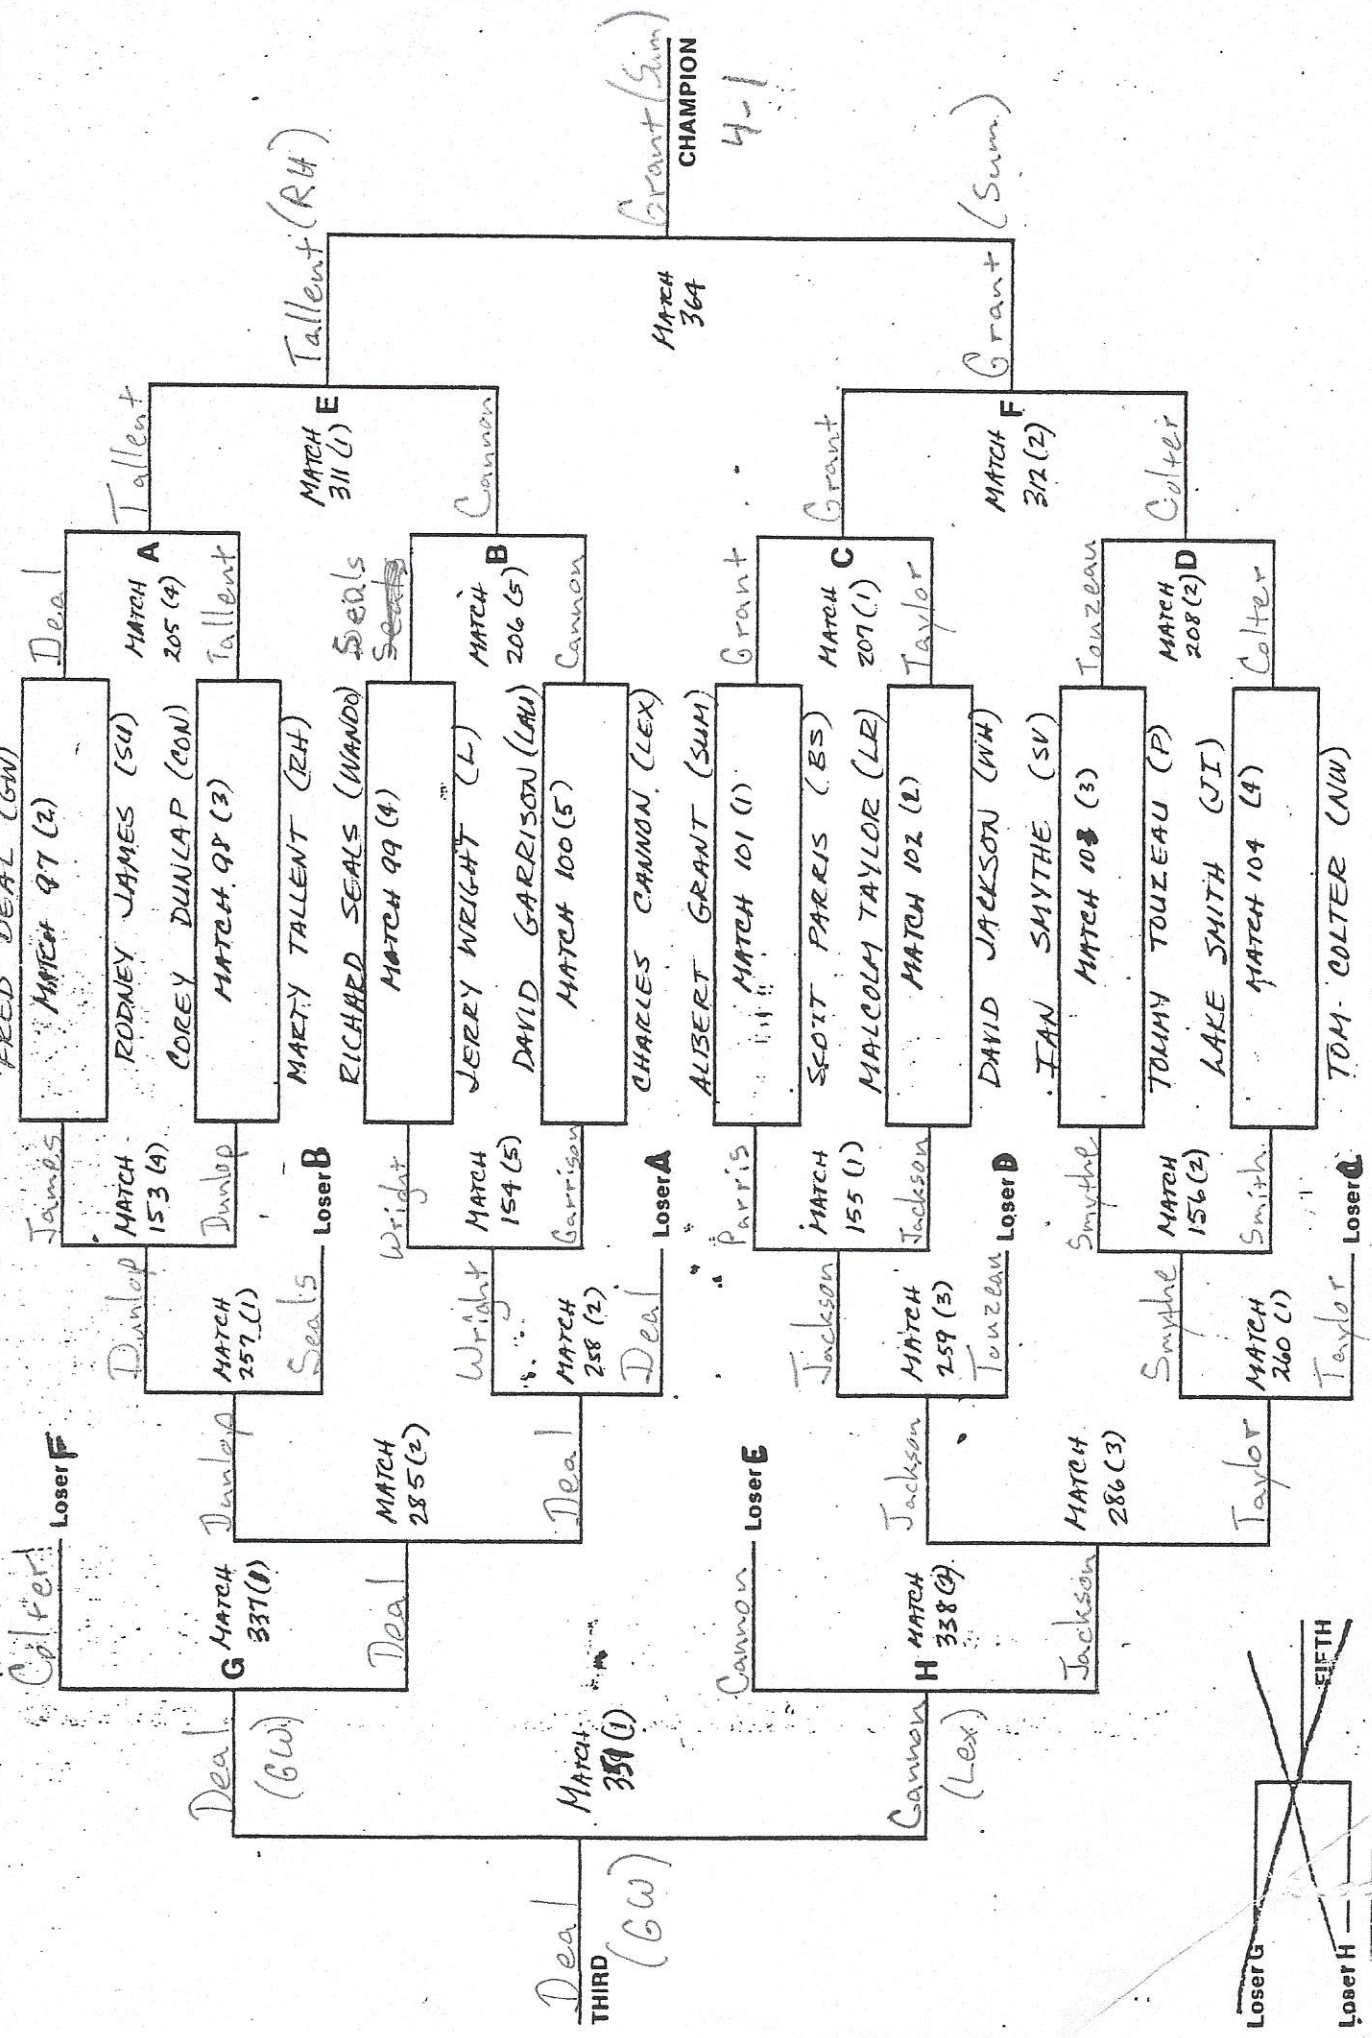 FRED DEAL (GW)
MATCH 97 (2)
RODNEY JAMES (SU)
COREY DUNLAP (CON)
MATCH 98 (3)
MARTY TALLENT (RH)
RICHARD SEALS (WANDO)
MATCH 99 (4)
JERRY WRIGHT (L)
DAVID GARRISON (LAU)
MATCH 100 (5)
CHARLES CANNON (LEX)
ALBERT GRANT (SUM)
MATCH 101 (1)
SCOTT PARRIS (BS)
MALCOLM TAYLOR (LR)
MATCH 102 (2)
DAVID JACKSON (WH)
IAN SMYTHE (SV)
MATCH 103 (3)
TOMMY TOUZEAU (P)
LAKE SMITH (JI)
MATCH 104 (4)
TOM COLTER (NW)
Deal
MATCH
205 (4)
A
Tallent
Seals
Seals
MATCH
206 (5)
B
Cannon
Grant
MATCH
207 (1)
C
Taylor
Touzeau
MATCH
208 (2)
D
Colter
Tallent
MATCH
311 (1)
E
Cannon
Grant
MATCH
312 (2)
F
Colter
Tallent (RH)
MATCH
364
Grant (Sum)
Grant (Sum)
CHAMPION
4-1
James
MATCH
153 (4)
Dunlop
Wright
MATCH
154 (5)
Garrison
Parris
MATCH
155 (1)
Jackson
Smythe
MATCH
156 (2)
Smith
Dunlop
MATCH
257 (1)
Seals
Loser B
Wright
MATCH
258 (2)
Deal
Loser A
Jackson
MATCH
259 (3)
Touzeau
Loser D
Smythe
MATCH
260 (1)
Taylor
Loser C
Dunlop
MATCH
285 (2)
Deal
Jackson
MATCH
286 (3)
Taylor
Colter
Loser F
G
MATCH
337 (1)
Deal
Cannon
Loser E
H
MATCH
338 (2)
Jackson
Deal
(GW)
MATCH
Cannon
(Lex)
Deal
THIRD
(GW)
Loser G
Loser H
FIFTH